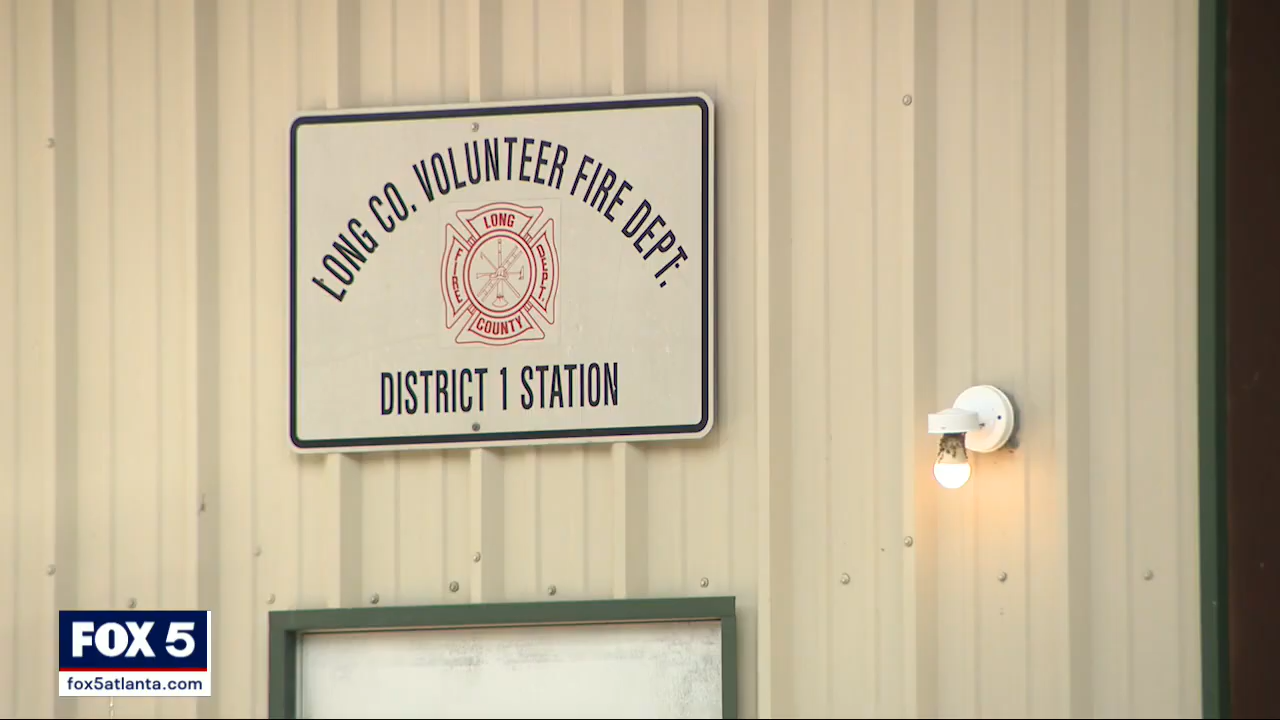 LONG CO. VOLUNTEER FIRE DEPT.
LONG
FIRE
DEPT.
COUNTY
DISTRICT 1 STATION
FOX 5
fox5atlanta.com